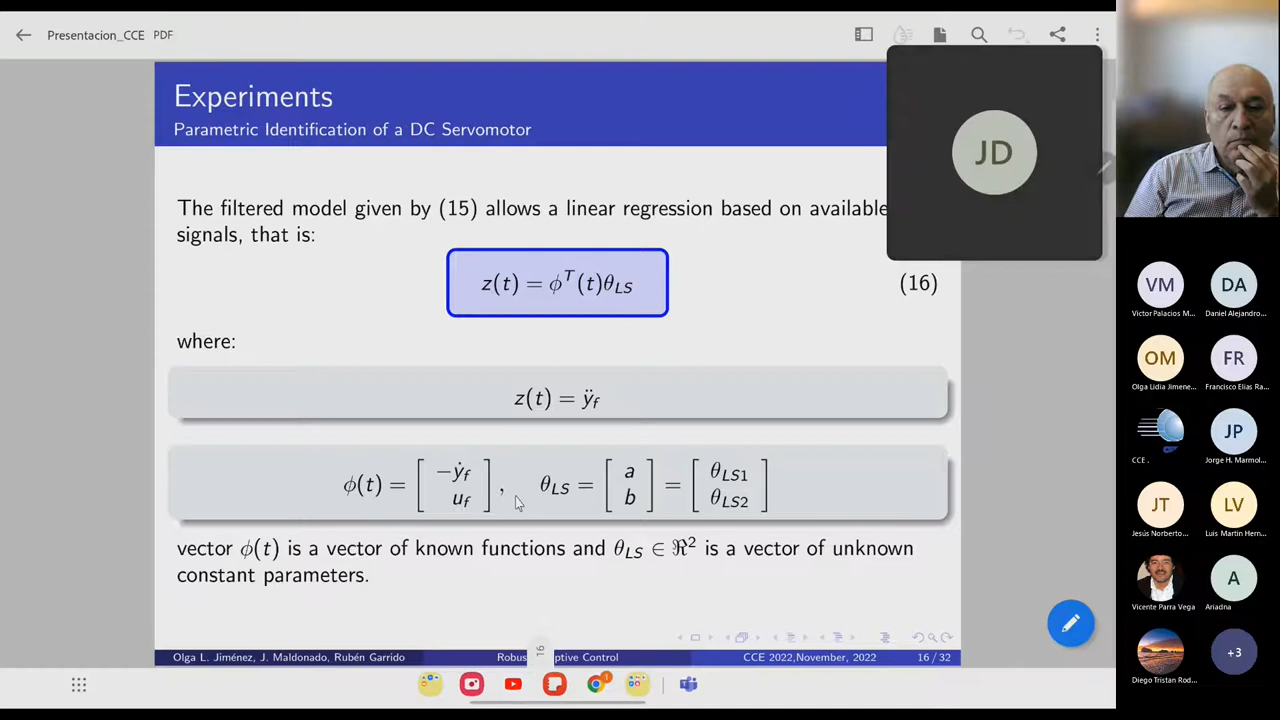 Presentacion_CCE PDF
Experiments
Parametric Identification of a DC Servomotor
JD
The filtered model given by (15) allows a linear regression based on available
signals, that is:
z(t) = ϕᵀ(t)θ_LS
(16)
where:
z(t) = ÿ_f
ϕ(t) = [ −ẏ_f u_f ], θ_LS = [ a b ] = [ θ_LS1 θ_LS2 ]
vector ϕ(t) is a vector of known functions and θ_LS ∈ ℜ² is a vector of unknown
constant parameters.
16
Olga L. Jiménez, J. Maldonado, Rubén Garrido
CCE 2022,November, 2022
16 / 32
VM
DA
Victor Palacios M...
Daniel Alejandro...
OM
FR
Olga Lidia Jimene...
Francisco Elias Ra...
JP
CCE .
Jorge H. Marmol...
JT
LV
Jesús Norberto...
Luis Martin Hern...
A
Vicente Parra Vega
Ariadna
+3
Diego Tristan Rod...